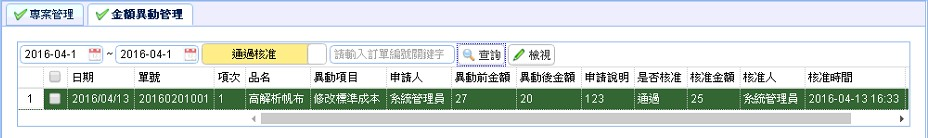 專案管理 金額異動管理
2016-04-1 ~ 2016-04-1 通過核准 請輸入訂單編號關鍵字 查詢 檢視
日期 單號 項次 品名 異動項目 申請人 異動前金額 異動後金額 申請說明 是否核准 核准金額 核准人 核准時間
1 2016/04/13 20160201001 1 高解析帆布 修改標準成本 系統管理員 27 20 123 通過 25 系統管理員 2016-04-13 16:33